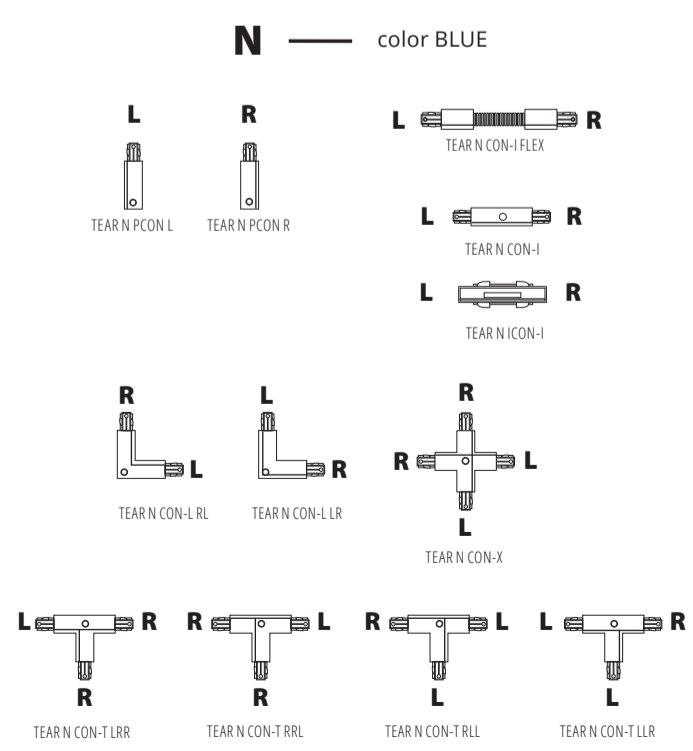 N color BLUE
L R
TEAR N PCON L TEAR N PCON R
L R
TEAR N CON-I FLEX
L R
TEAR N CON-I
L R
TEAR N ICON-I
R L
TEAR N CON-L RL
L R
TEAR N CON-L LR
R
R L
L
TEAR N CON-X
L R
R
TEAR N CON-T LRR
R L
R
TEAR N CON-T RRL
R L
L
TEAR N CON-T RLL
L R
L
TEAR N CON-T LLR